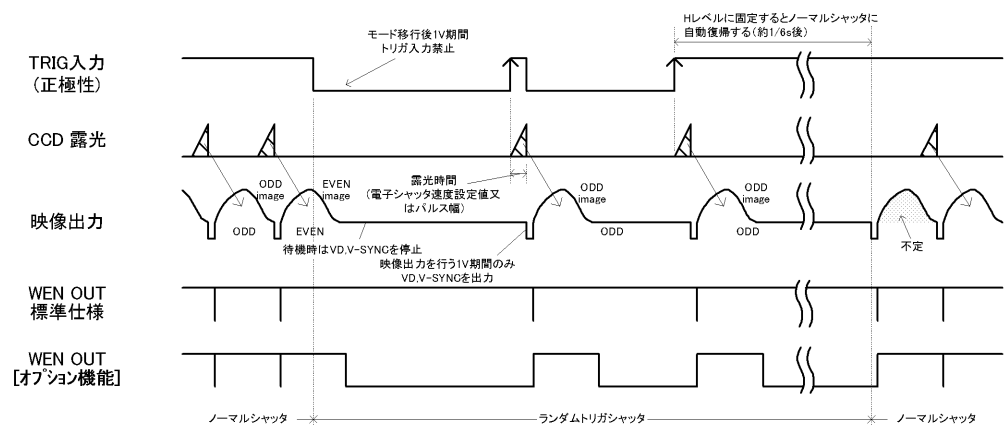 Hレベルに固定するとノーマルシャッタに
自動復帰する(約1/6s後)
モード移行後1V期間
トリガ入力禁止
TRIG入力
(正極性)
CCD 露光
露光時間
(電子シャッタ速度設定値又
はパルス幅)
ODD
image
EVEN
image
ODD
image
ODD
image
映像出力
ODD
EVEN
ODD
ODD
不定
待機時はVD,V-SYNCを停止
映像出力を行う1V期間のみ
VD,V-SYNCを出力
WEN OUT
標準仕様
WEN OUT
[オプション機能]
ノーマルシャッタ
ランダムトリガシャッタ
ノーマルシャッタ